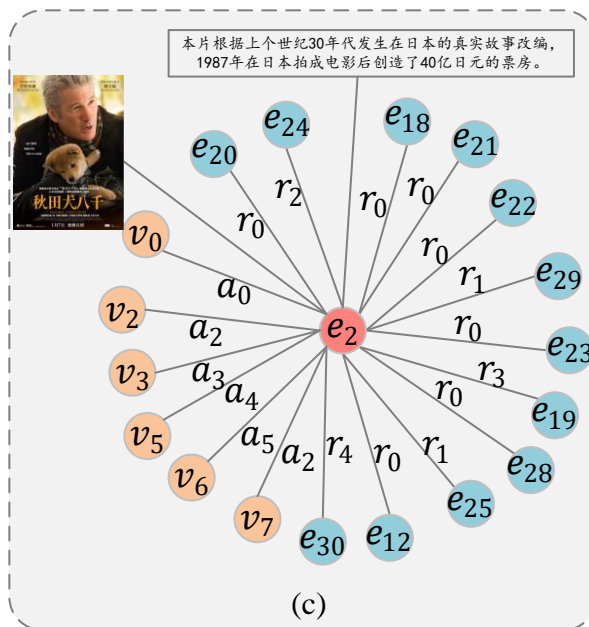 本片根据上个世纪30年代发生在日本的真实故事改编，
1987年在日本拍成电影后创造了40亿日元的票房。
秋田犬八千
e24
e18
e20
e21
r2
r0
r0
e22
v0
r0
r0
e29
a0
r1
v2
a2
e2
r0
e23
v3
a3
r3
a4
r0
e19
v5
a5
a2
r4
r0
r1
e28
v6
e25
v7
e30
e12
(c)